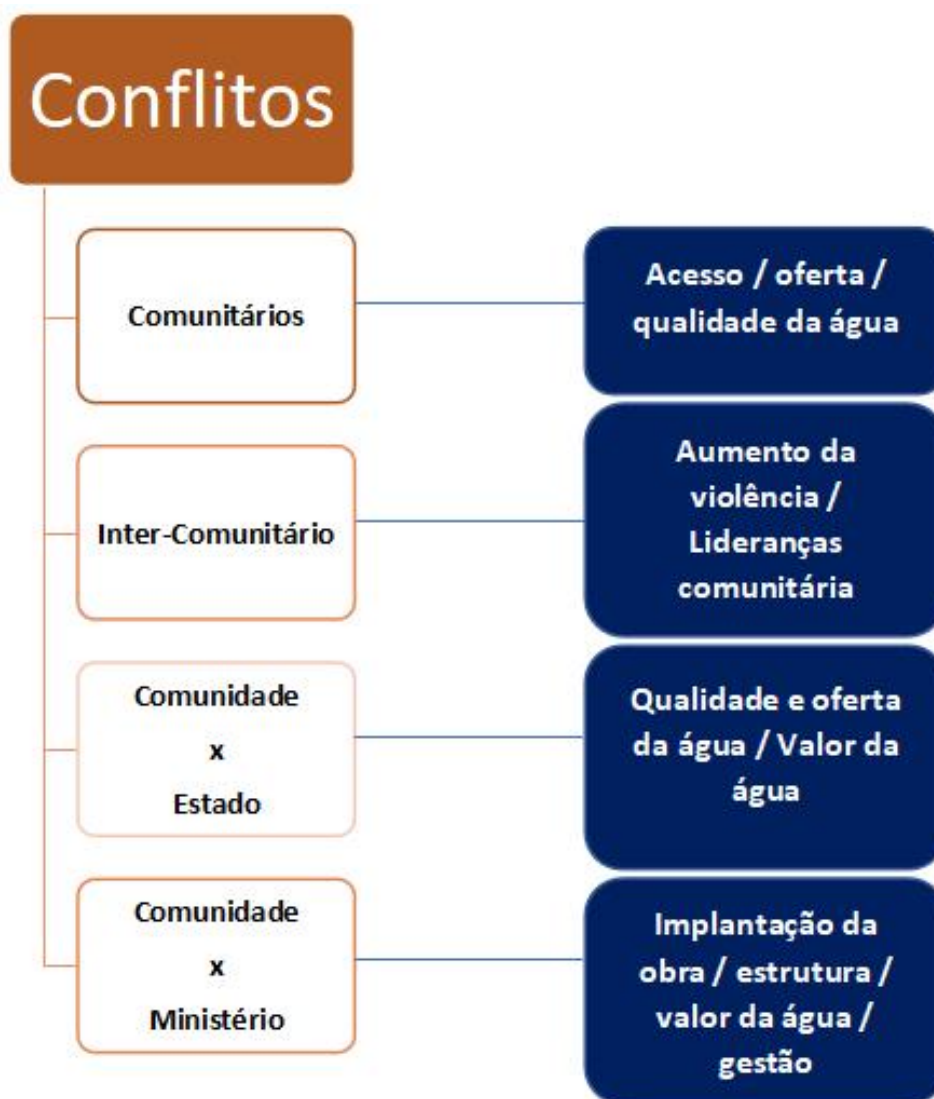 Conflitos
Comunitários
Acesso / oferta /
qualidade da água
Inter-Comunitário
Aumento da
violência /
Lideranças
comunitária
Comunidade
x
Estado
Qualidade e oferta
da água / Valor da
água
Comunidade
x
Ministério
Implantação da
obra / estrutura /
valor da água /
gestão